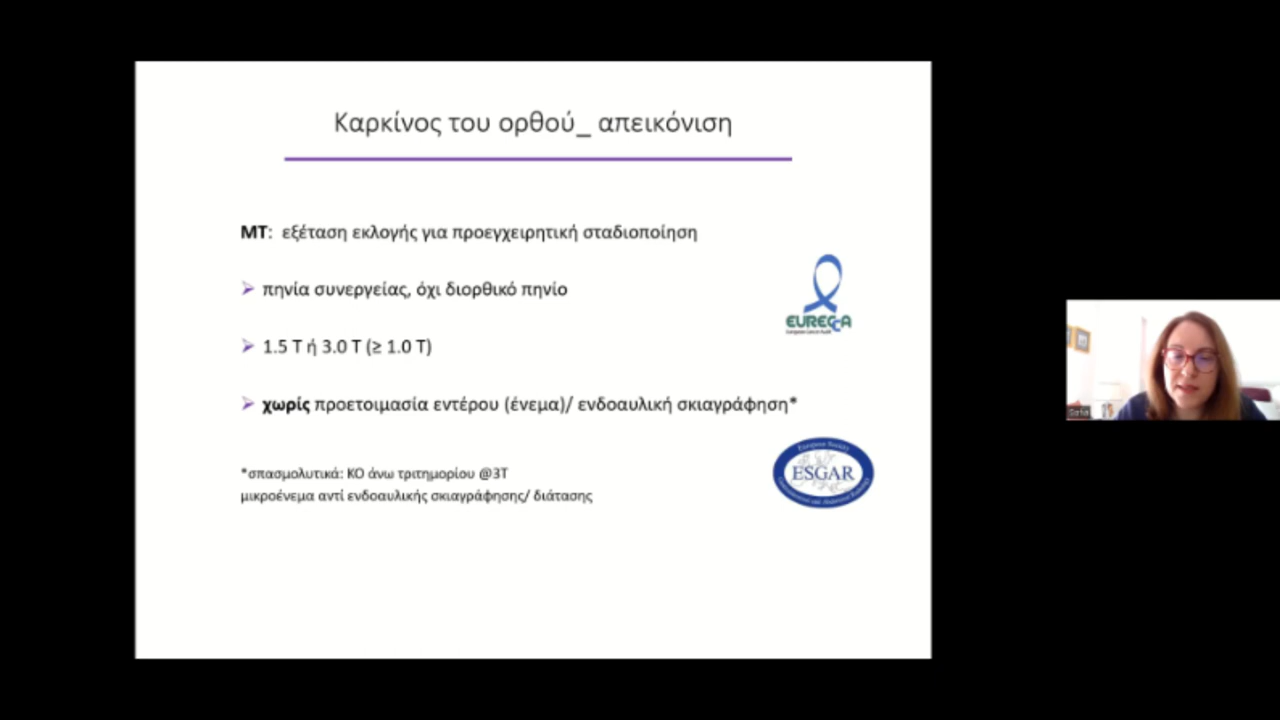 Καρκίνος του ορθού_ απεικόνιση
ΜΤ: εξέταση εκλογής για προεγχειρητική σταδιοποίηση
πηνία συνεργείας, όχι διορθικό πηνίο
EURECCA
1.5 Τ ή 3.0 Τ (≥ 1.0 Τ)
χωρίς προετοιμασία εντέρου (ένεμα)/ ενδοαυλική σκιαγράφηση*
*σπασμολυτικά: ΚΟ άνω τριτημορίου @3Τ
μικροένεμα αντί ενδοαυλικής σκιαγράφησης/ διάτασης
ESGAR